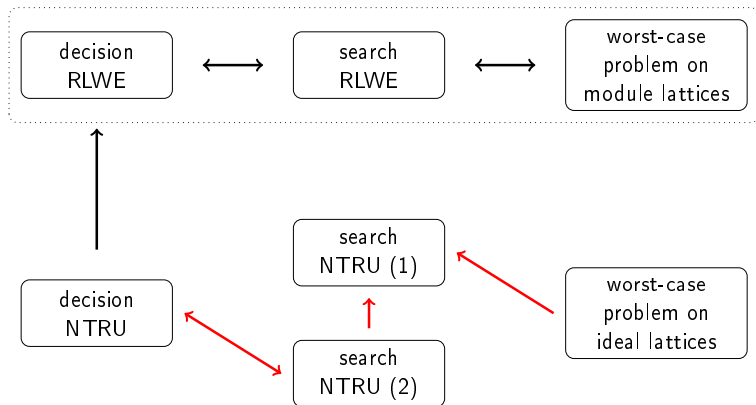 decision
RLWE
search
RLWE
worst-case
problem on
module lattices
search
NTRU (1)
decision
NTRU
worst-case
problem on
ideal lattices
search
NTRU (2)